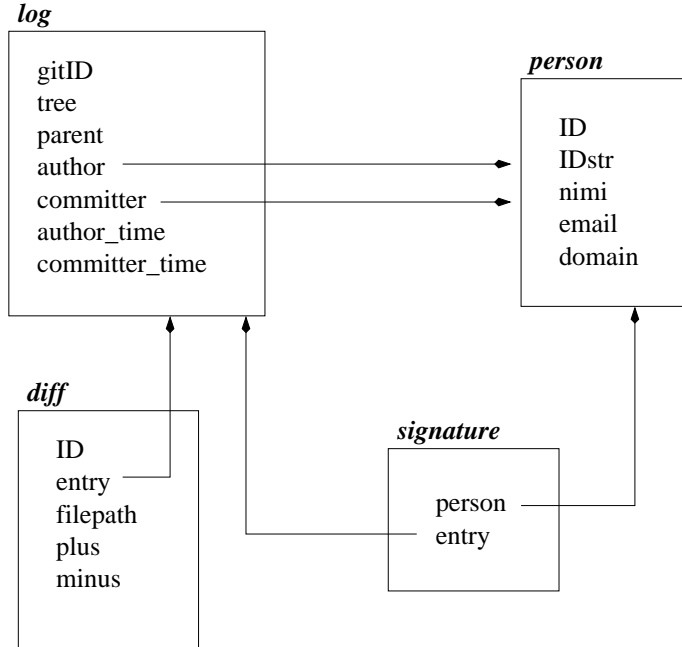 log
gitID
tree
parent
author
committer
author_time
committer_time
person
ID
IDstr
nimi
email
domain
diff
ID
entry
filepath
plus
minus
signature
person
entry